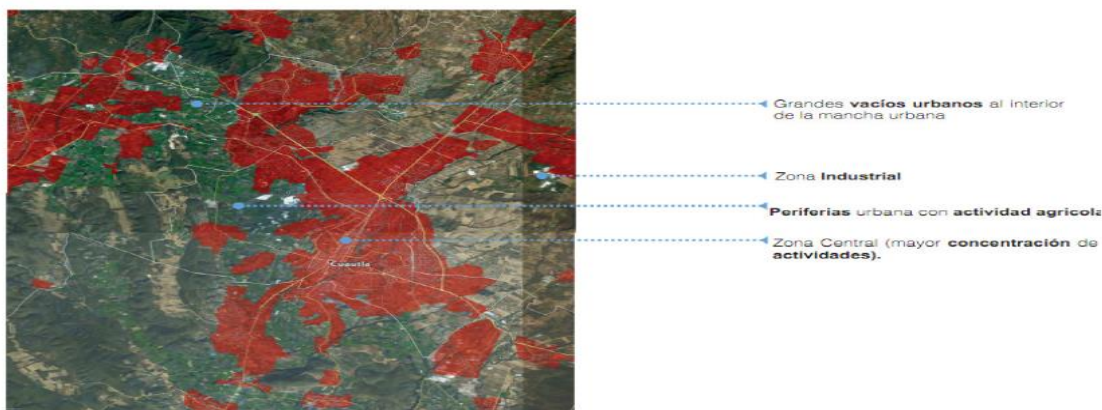 Grandes vacíos urbanos al interior
de la mancha urbana
Zona Industrial
Periferias urbana con actividad agricola
Zona Central (mayor concentración de
actividades).
Cuautla